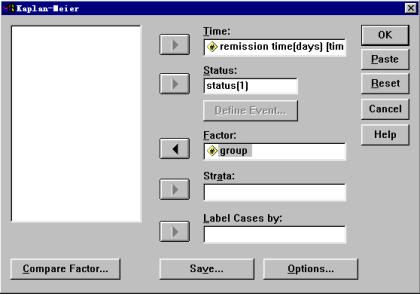 Kaplan-Meier
Time:
remission time(days) [tim
OK
Status:
status(1)
Paste
Define Event...
Reset
Cancel
Factor:
group
Help
Strata:
Label Cases by:
Compare Factor...
Save...
Options...